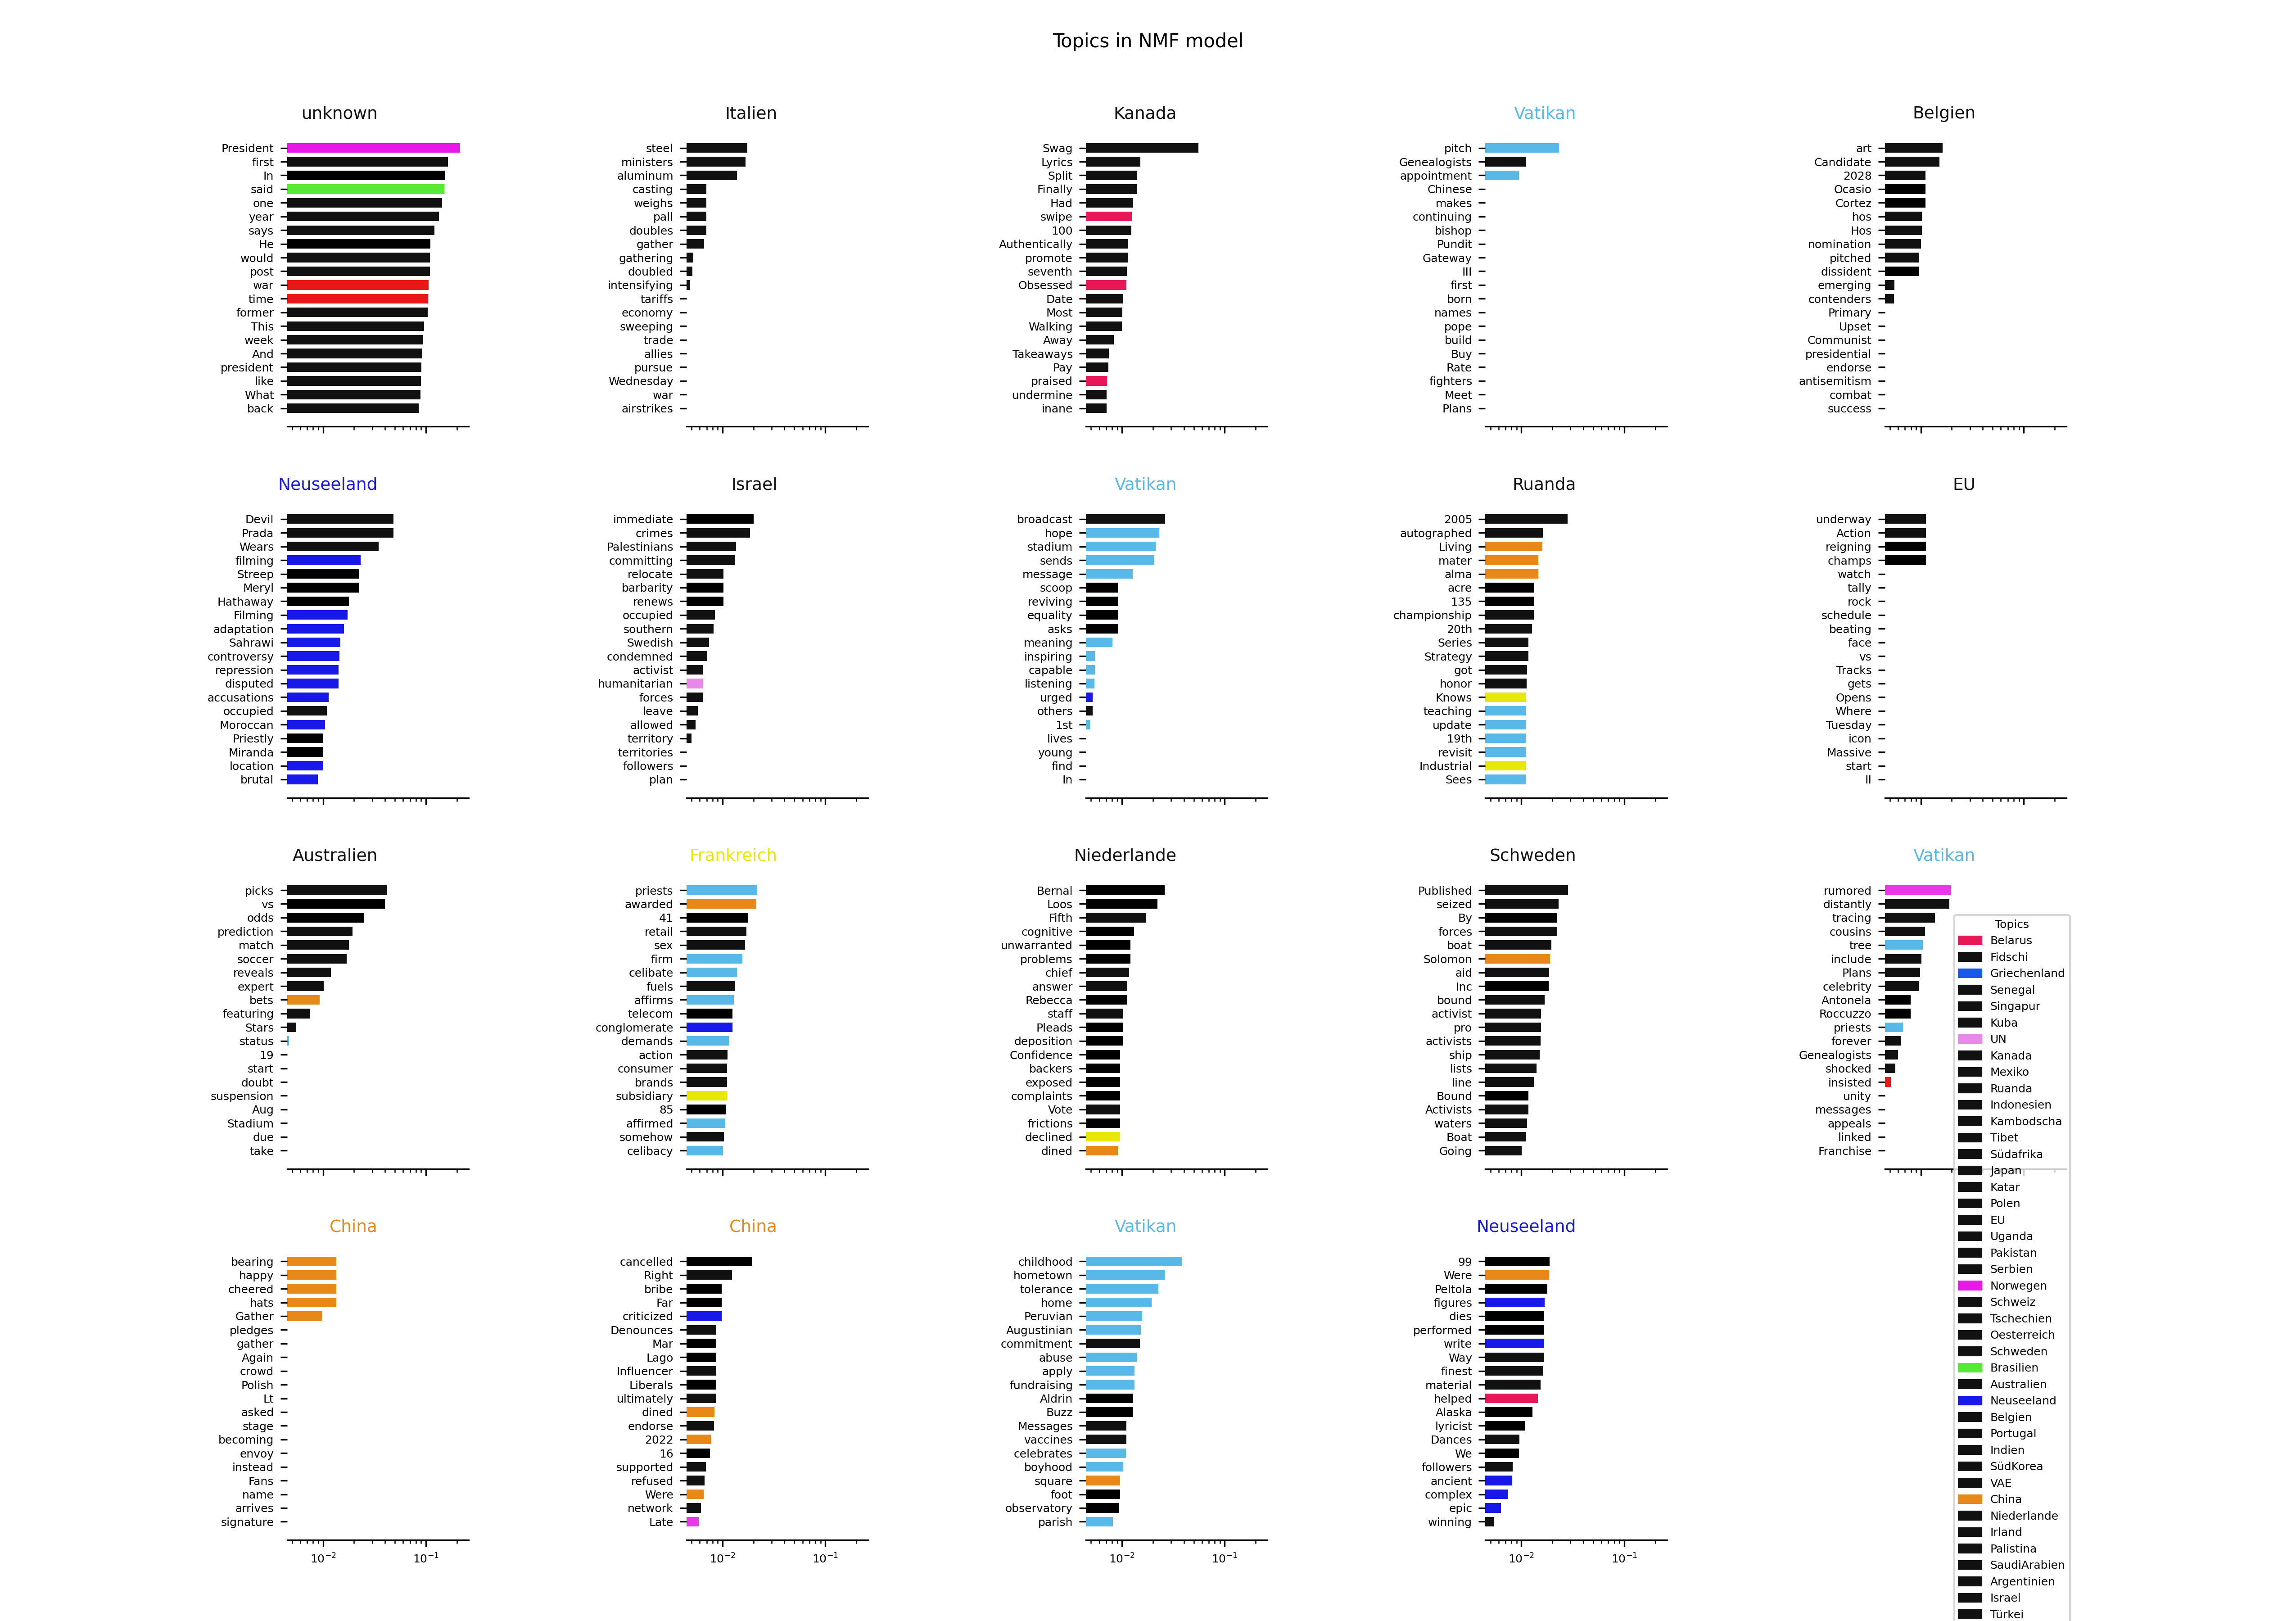 Topics in NMF model
unknown
President
first
In
said
one
year
says
He
would
post
war
time
former
This
week
And
president
like
What
back
Italien
steel
ministers
aluminum
casting
weighs
pall
doubles
gather
gathering
doubled
intensifying
tariffs
economy
sweeping
trade
allies
pursue
Wednesday
war
airstrikes
Kanada
Swag
Lyrics
Split
Finally
Had
swipe
100
Authentically
promote
seventh
Obsessed
Date
Most
Walking
Away
Takeaways
Pay
praised
undermine
inane
Vatikan
pitch
Genealogists
appointment
Chinese
makes
continuing
bishop
Pundit
Gateway
III
first
born
names
pope
build
Buy
Rate
fighters
Meet
Plans
Belgien
art
Candidate
2028
Ocasio
Cortez
hos
Hos
nomination
pitched
dissident
emerging
contenders
Primary
Upset
Communist
presidential
endorse
antisemitism
combat
success
Neuseeland
Devil
Prada
Wears
filming
Streep
Meryl
Hathaway
Filming
adaptation
Sahrawi
controversy
repression
disputed
accusations
occupied
Moroccan
Priestly
Miranda
location
brutal
Israel
immediate
crimes
Palestinians
committing
relocate
barbarity
renews
occupied
southern
Swedish
condemned
activist
humanitarian
forces
leave
allowed
territory
territories
followers
plan
Vatikan
broadcast
hope
stadium
sends
message
scoop
reviving
equality
asks
meaning
inspiring
capable
listening
urged
others
1st
lives
young
find
In
Ruanda
2005
autographed
Living
mater
alma
acre
135
championship
20th
Series
Strategy
got
honor
Knows
teaching
update
19th
revisit
Industrial
Sees
EU
underway
Action
reigning
champs
watch
tally
rock
schedule
beating
face
vs
Tracks
gets
Opens
Where
Tuesday
icon
Massive
start
II
Australien
picks
vs
odds
prediction
match
soccer
reveals
expert
bets
featuring
Stars
status
19
start
doubt
suspension
Aug
Stadium
due
take
Frankreich
priests
awarded
41
retail
sex
firm
celibate
fuels
affirms
telecom
conglomerate
demands
action
consumer
brands
subsidiary
85
affirmed
somehow
celibacy
Niederlande
Bernal
Loos
Fifth
cognitive
unwarranted
problems
chief
answer
Rebecca
staff
Pleads
deposition
Confidence
backers
exposed
complaints
Vote
frictions
declined
dined
Schweden
Published
seized
By
forces
boat
Solomon
aid
Inc
bound
activist
pro
activists
ship
lists
line
Bound
Activists
waters
Boat
Going
Vatikan
rumored
distantly
tracing
cousins
tree
include
Plans
celebrity
Antonela
Roccuzzo
priests
forever
Genealogists
shocked
insisted
unity
messages
appeals
linked
Franchise
China
bearing
happy
cheered
hats
Gather
pledges
gather
Again
crowd
Polish
Lt
asked
stage
becoming
envoy
instead
Fans
name
arrives
signature
10⁻² 10⁻¹
China
cancelled
Right
bribe
Far
criticized
Denounces
Mar
Lago
Influencer
Liberals
ultimately
dined
endorse
2022
16
supported
refused
Were
network
Late
10⁻² 10⁻¹
Vatikan
childhood
hometown
tolerance
home
Peruvian
Augustinian
commitment
abuse
apply
fundraising
Aldrin
Buzz
Messages
vaccines
celebrates
boyhood
square
foot
observatory
parish
10⁻² 10⁻¹
Neuseeland
99
Were
Peltola
figures
dies
performed
write
Way
finest
material
helped
Alaska
lyricist
Dances
We
followers
ancient
complex
epic
winning
10⁻² 10⁻¹
Topics
Belarus
Fidschi
Griechenland
Senegal
Singapur
Kuba
UN
Kanada
Mexiko
Ruanda
Indonesien
Kambodscha
Tibet
Südafrika
Japan
Katar
Polen
EU
Uganda
Pakistan
Serbien
Norwegen
Schweiz
Tschechien
Oesterreich
Schweden
Brasilien
Australien
Neuseeland
Belgien
Portugal
Indien
SüdKorea
VAE
China
Niederlande
Irland
Palistina
SaudiArabien
Argentinien
Israel
Türkei